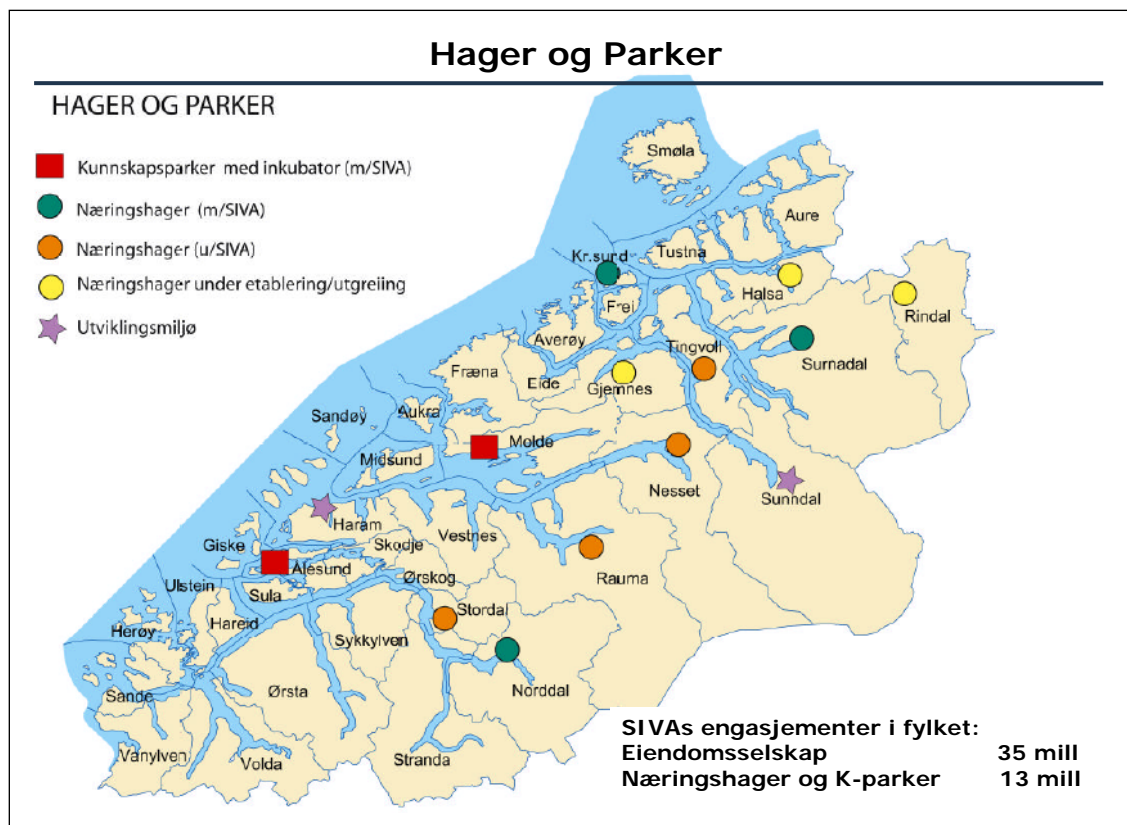 Hager og Parker
HAGER OG PARKER
Kunnskapsparker med inkubator (m/SIVA)
Næringshager (m/SIVA)
Næringshager (u/SIVA)
Næringshager under etablering/utgreiing
Utviklingsmiljø
Smøla
Aure
Tustna
Kr.sund
Halsa
Frei
Rindal
Averøy
Tingvoll
Surnadal
Fræna
Eide
Gjemnes
Aukra
Sandøy
Molde
Midsund
Nesset
Sunndal
Haram
Vestnes
Giske
Skodje
Ålesund
Rauma
Ørskog
Ulstein
Sula
Stordal
Hareid
Herøy
Sykkylven
Norddal
Ørsta
Sande
Vanylven
Volda
Stranda
SIVAs engasjementer i fylket:
Eiendomsselskap 35 mill
Næringshager og K-parker 13 mill